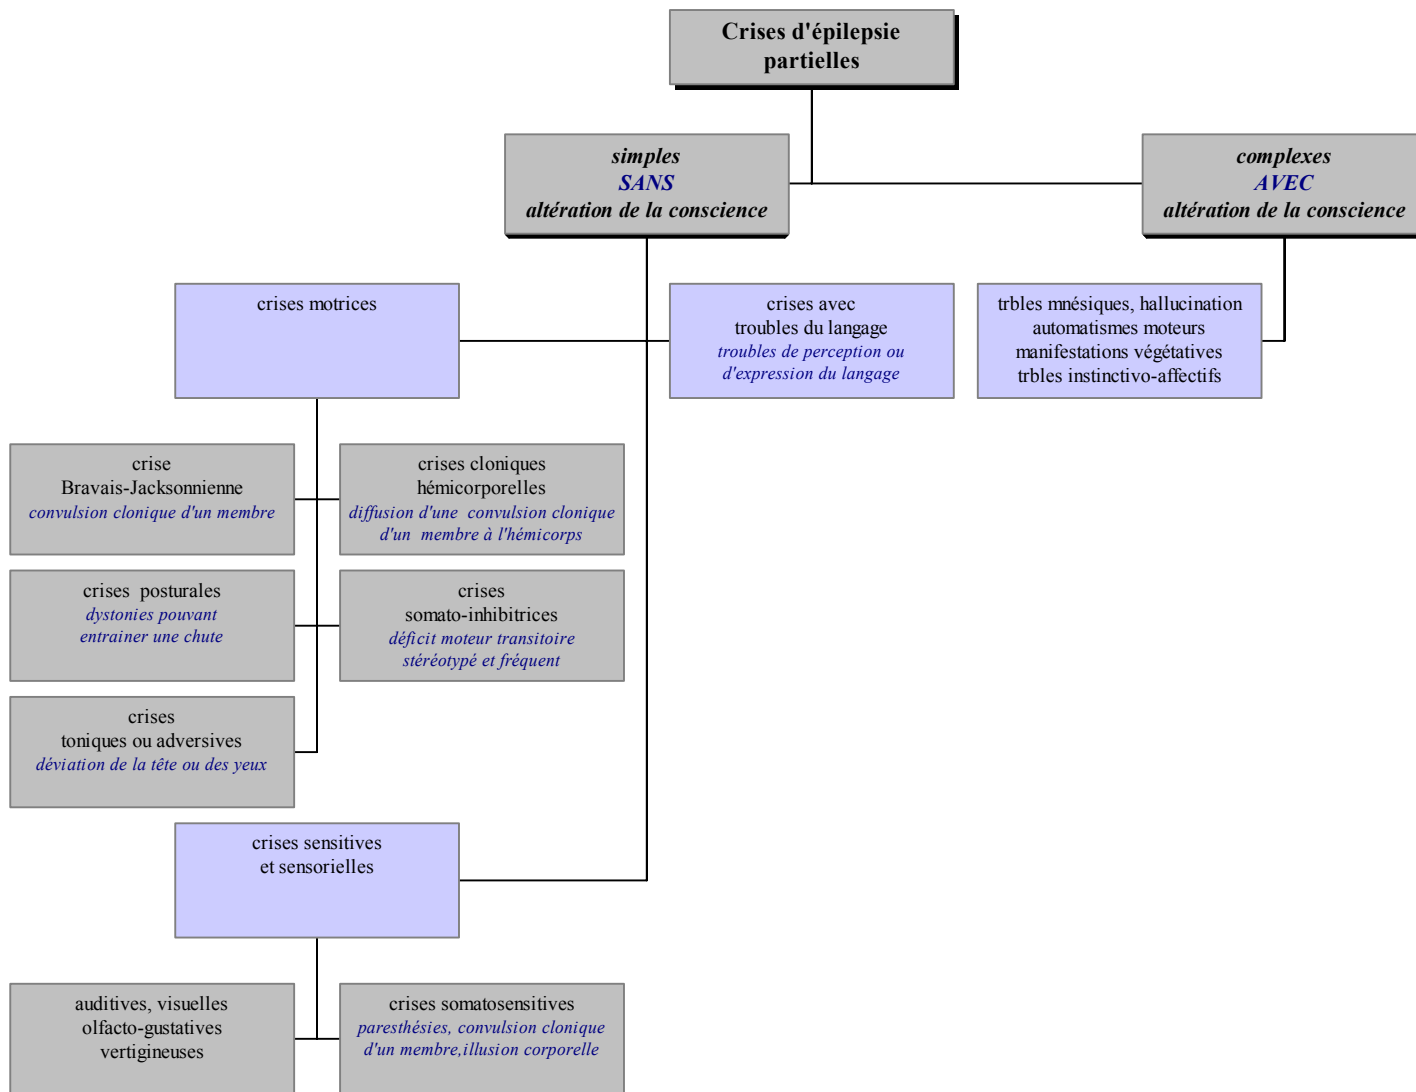 Crises d'épilepsie
partielles
simples
SANS
altération de la conscience
complexes
AVEC
altération de la conscience
crises motrices
crises avec
troubles du langage
troubles de perception ou
d'expression du langage
trbles mnésiques, hallucination
automatismes moteurs
manifestations végétatives
trbles instinctivo-affectifs
crise
Bravais-Jacksonnienne
convulsion clonique d'un membre
crises cloniques
hémicorporelles
diffusion d'une convulsion clonique
d'un membre à l'hémicorps
crises posturales
dystonies pouvant
entrainer une chute
crises
somato-inhibitrices
déficit moteur transitoire
stéréotypé et fréquent
crises
toniques ou adversives
déviation de la tête ou des yeux
crises sensitives
et sensorielles
auditives, visuelles
olfacto-gustatives
vertigineuses
crises somatosensitives
paresthésies, convulsion clonique
d'un membre,illusion corporelle